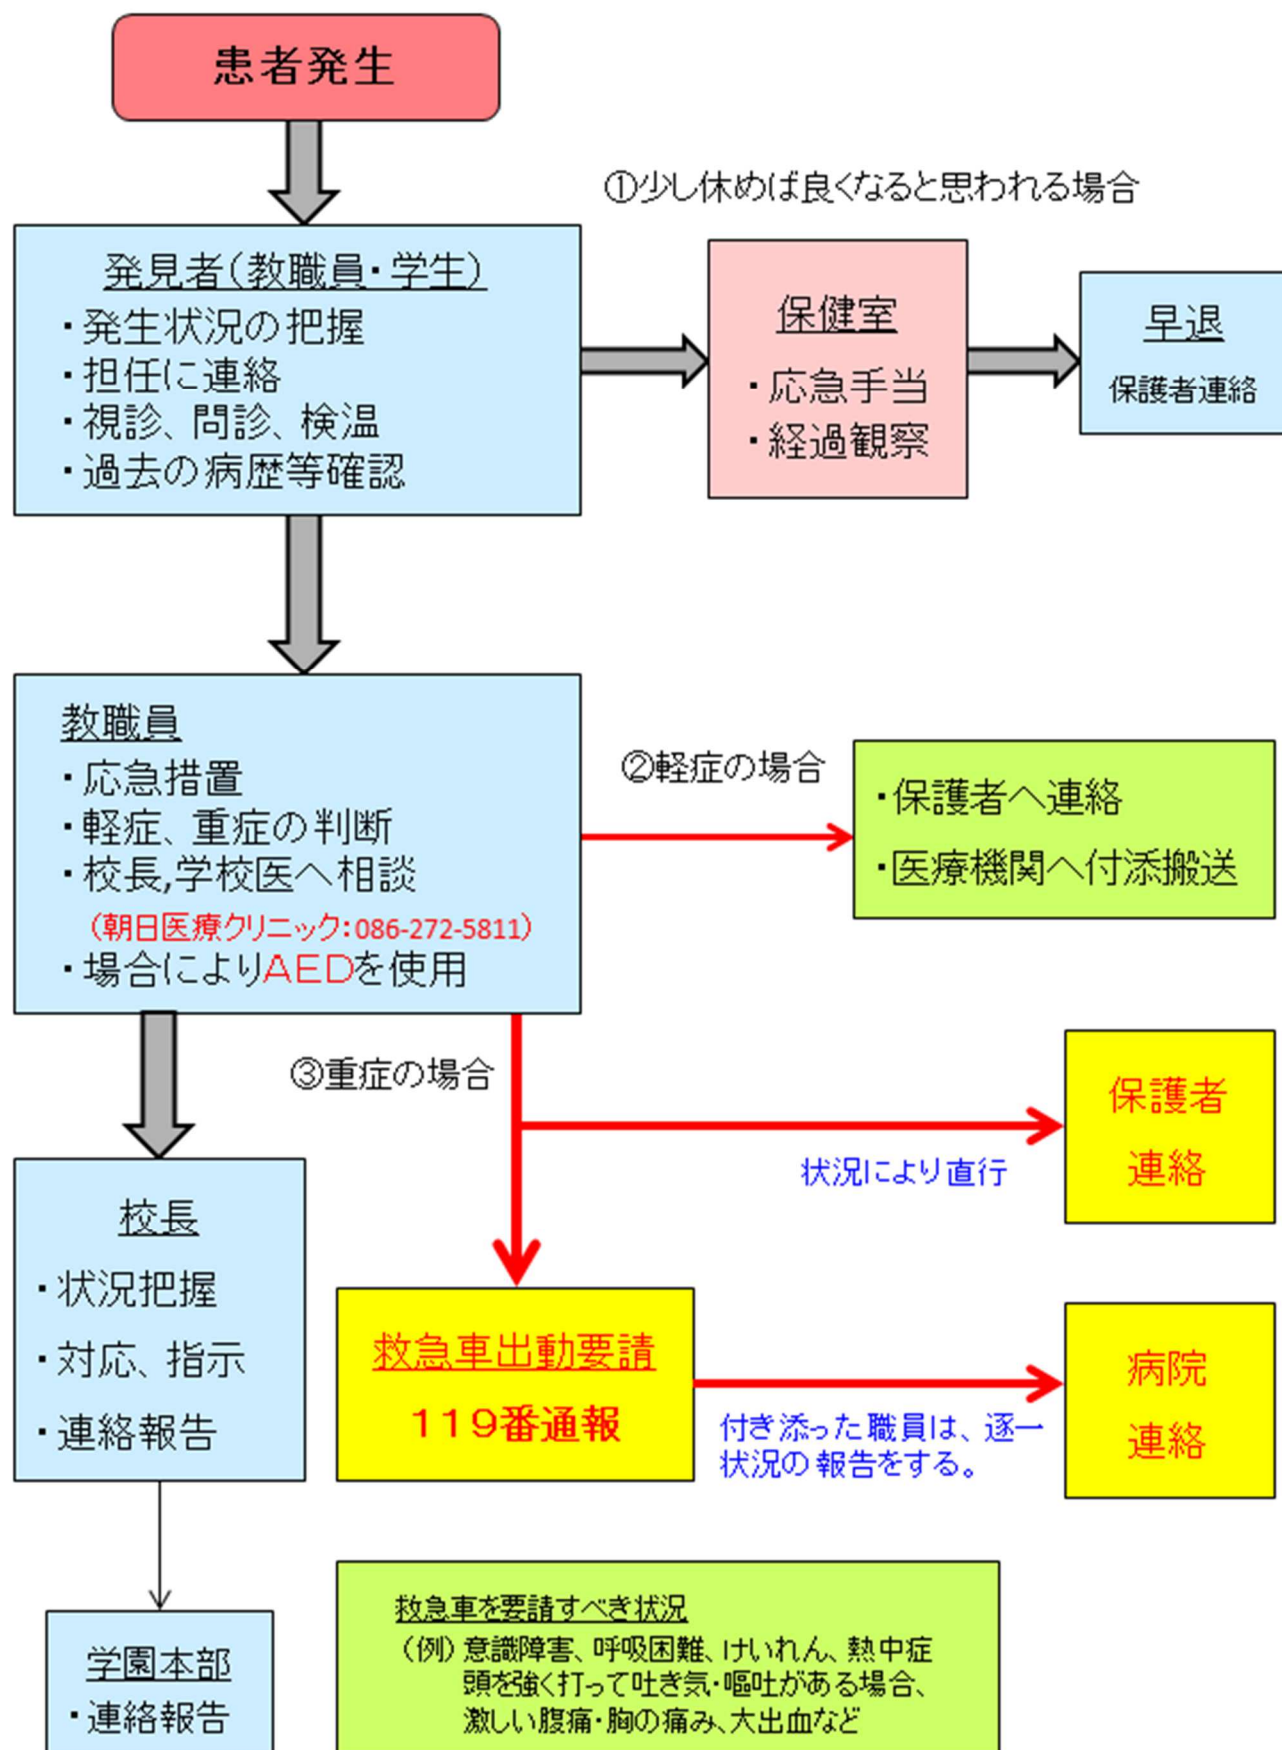 患者発生
①少し休めば良くなると思われる場合
発見者(教職員・学生)
・発生状況の把握
・担任に連絡
・視診、問診、検温
・過去の病歴等確認
保健室
・応急手当
・経過観察
早退
保護者連絡
教職員
・応急措置
・軽症、重症の判断
・校長,学校医へ相談
(朝日医療クリニック:086-272-5811)
・場合によりAEDを使用
②軽症の場合
・保護者へ連絡
・医療機関へ付添搬送
③重症の場合
保護者
連絡
状況により直行
校長
・状況把握
・対応、指示
・連絡報告
救急車出動要請
119番通報
付き添った職員は、逐一
状況の報告をする。
病院
連絡
学園本部
・連絡報告
救急車を要請すべき状況
(例)意識障害、呼吸困難、けいれん、熱中症
頭を強く打って吐き気・嘔吐がある場合、
激しい腹痛・胸の痛み、大出血など